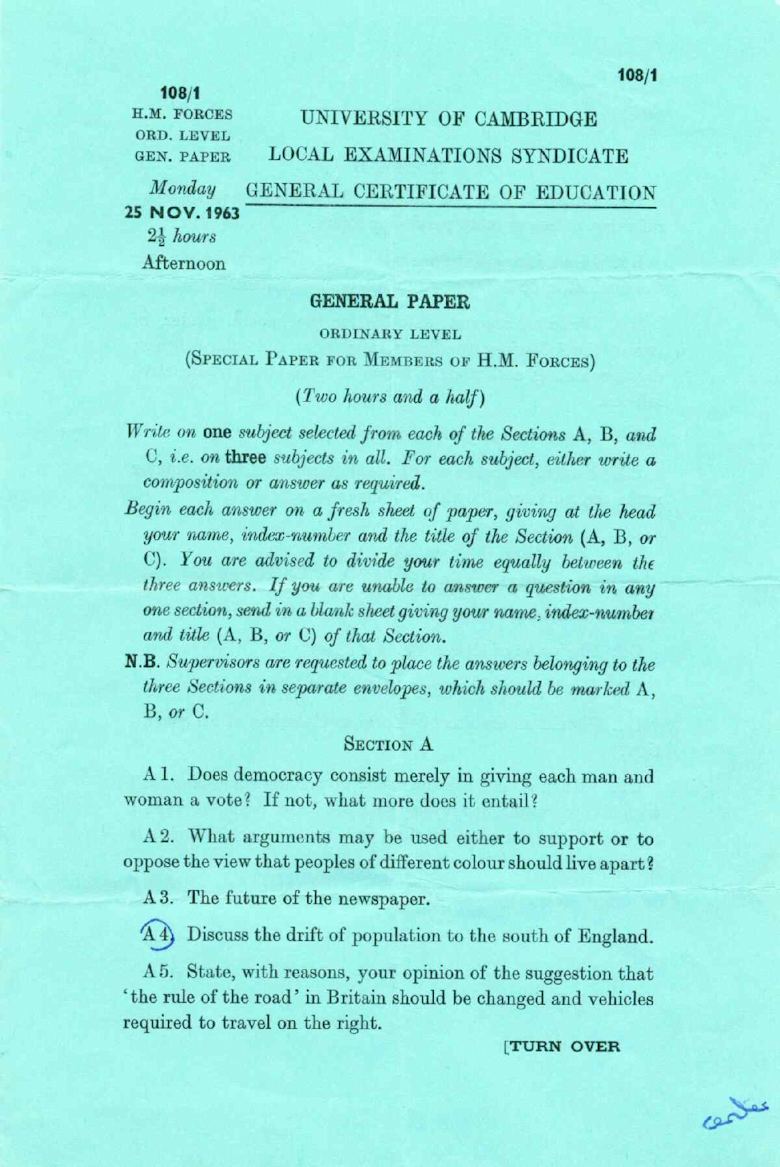 108/1
108/1
H.M. FORCES
ORD. LEVEL
GEN. PAPER
Monday
25 NOV. 1963
2½ hours
Afternoon
UNIVERSITY OF CAMBRIDGE
LOCAL EXAMINATIONS SYNDICATE
GENERAL CERTIFICATE OF EDUCATION
GENERAL PAPER
ORDINARY LEVEL
(SPECIAL PAPER FOR MEMBERS OF H.M. FORCES)
(Two hours and a half)
Write on one subject selected from each of the Sections A, B, and
C, i.e. on three subjects in all. For each subject, either write a
composition or answer as required.
Begin each answer on a fresh sheet of paper, giving at the head
your name, index-number and the title of the Section (A, B, or
C). You are advised to divide your time equally between the
three answers. If you are unable to answer a question in any
one section, send in a blank sheet giving your name, index-number
and title (A, B, or C) of that Section.
N.B. Supervisors are requested to place the answers belonging to the
three Sections in separate envelopes, which should be marked A,
B, or C.
SECTION A
A 1. Does democracy consist merely in giving each man and
woman a vote? If not, what more does it entail?
A 2. What arguments may be used either to support or to
oppose the view that peoples of different colour should live apart?
A 3. The future of the newspaper.
A 4. Discuss the drift of population to the south of England.
A 5. State, with reasons, your opinion of the suggestion that
‘the rule of the road’ in Britain should be changed and vehicles
required to travel on the right.
[TURN OVER